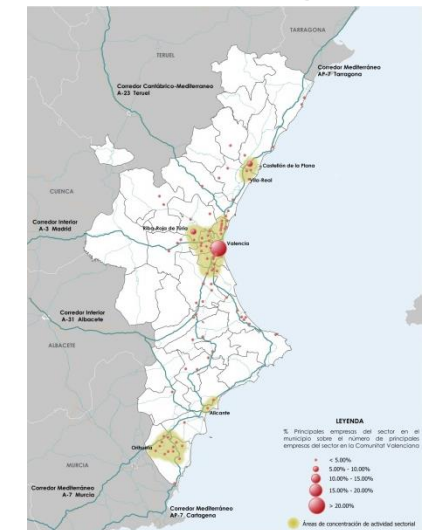 TARRAGONA
TERUEL
Corredor Mediterráneo
AP-7 Taragona
Corredor Cantábrico-Mediterraneo
A-23 Teruel
Castellón de la Plana
Vila-Real
CUENCA
Corredor Interior
A-3 Madrid
Riba-Roja de Túria
Valencia
Corredor Interior
A-31 Albacete
ALBACETE
Alicante
Orihuela
MURCIA
Corredor Mediterráneo
A-7 Murcia
Corredor Mediterráneo
AP-7, Cartagena
LEYENDA
% Principales empresas del sector en el
municipio sobre el número de principales
empresas del sector en la Comunitat Valenciana
< 5.00%
5.00% - 10.00%
10.00% - 15.00%
15.00% - 20.00%
> 20.00%
Áreas de concentración de actividad sectorial